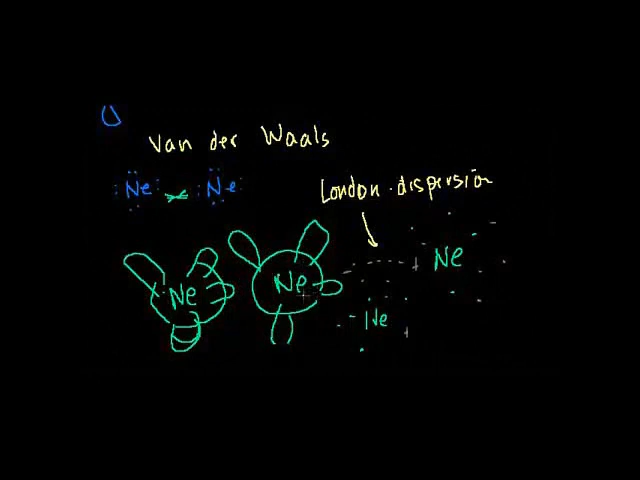 Van der Waals
:Ne: :Ne:
London dispersion
Ne Ne Ne
Ne